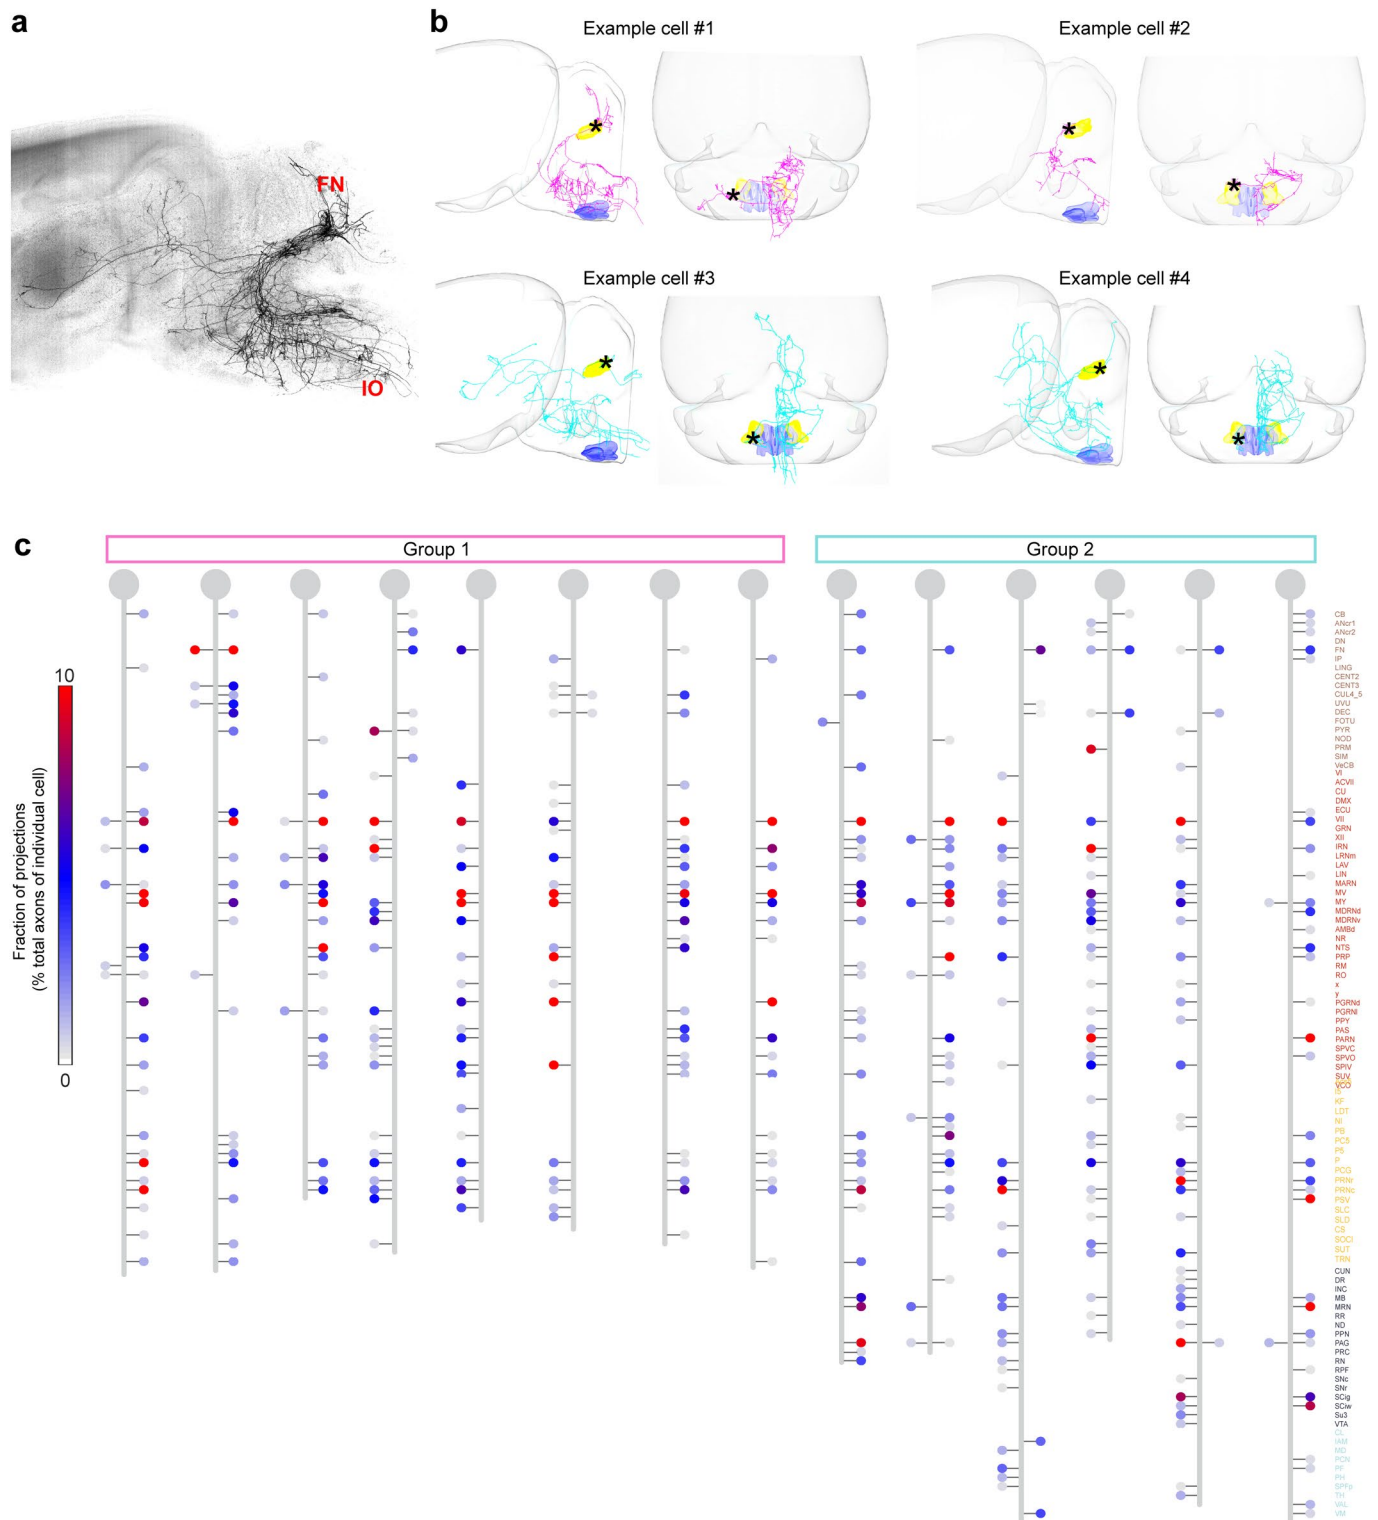 a
FN
IO
b
Example cell #1
Example cell #2
Example cell #3
Example cell #4
c
Group 1
Group 2
10
Fraction of projections
(% total axons of individual cell)
0
CB
ANcr1
ANcr2
DN
FN
IP
LING
CENT2
CENT3
CUL4_5
UVU
DEC
FOTU
PYR
NOD
PRM
SIM
VeCB
VI
ACVII
CU
DMX
ECU
VII
GRN
XII
IRN
LRNm
LAV
LIN
MARN
MV
MY
MDRNd
MDRNv
AMBd
NR
NTS
PRP
RM
RO
x
y
PGRNd
PGRNl
PPY
PAS
PARN
SPVC
SPVO
SPIV
SUV
VCO
IS
KF
LDT
NI
PB
PC5
P5
P
PCG
PRNr
PRNc
PSV
SLC
SLD
CS
SOCl
SUT
TRN
CUN
DR
INC
MB
MRN
RR
ND
PPN
PAG
PRC
RN
RPF
SNc
SNr
SCig
SCiw
Su3
VTA
CL
IAM
MD
PCN
PF
PH
SPFp
TH
VAL
VM